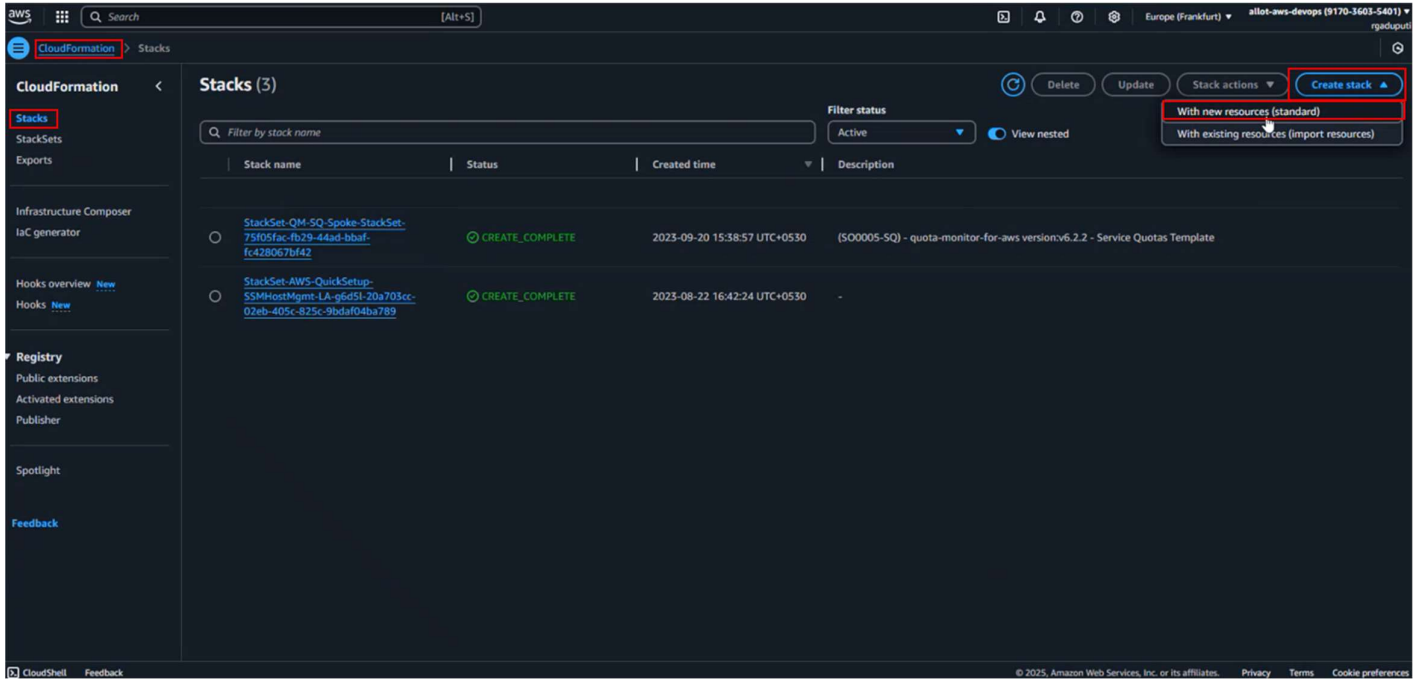 aws Search [Alt+S] Europe (Frankfurt) allot-aws-devops (9170-3603-5401)
rgaduputi
CloudFormation > Stacks
CloudFormation
Stacks
StackSets
Exports
Infrastructure Composer
IaC generator
Hooks overview New
Hooks New
Registry
Public extensions
Activated extensions
Publisher
Spotlight
Feedback
Stacks (3)
Delete Update Stack actions Create stack
With new resources (standard)
With existing resources (import resources)
Filter status
Filter by stack name Active View nested
Stack name Status Created time Description
StackSet-QM-SQ-Spoke-StackSet-
75f05fac-fb29-44ad-bbaf-
fc428067bf42
CREATE_COMPLETE 2023-09-20 15:38:57 UTC+0530 (SO0005-SQ) - quota-monitor-for-aws version:v6.2.2 - Service Quotas Template
StackSet-AWS-QuickSetup-
SSMHostMgmt-LA-g6d5l-20a703cc-
02eb-405c-825c-9bdaf04ba789
CREATE_COMPLETE 2023-08-22 16:42:24 UTC+0530 -
CloudShell Feedback © 2025, Amazon Web Services, Inc. or its affiliates. Privacy Terms Cookie preferences